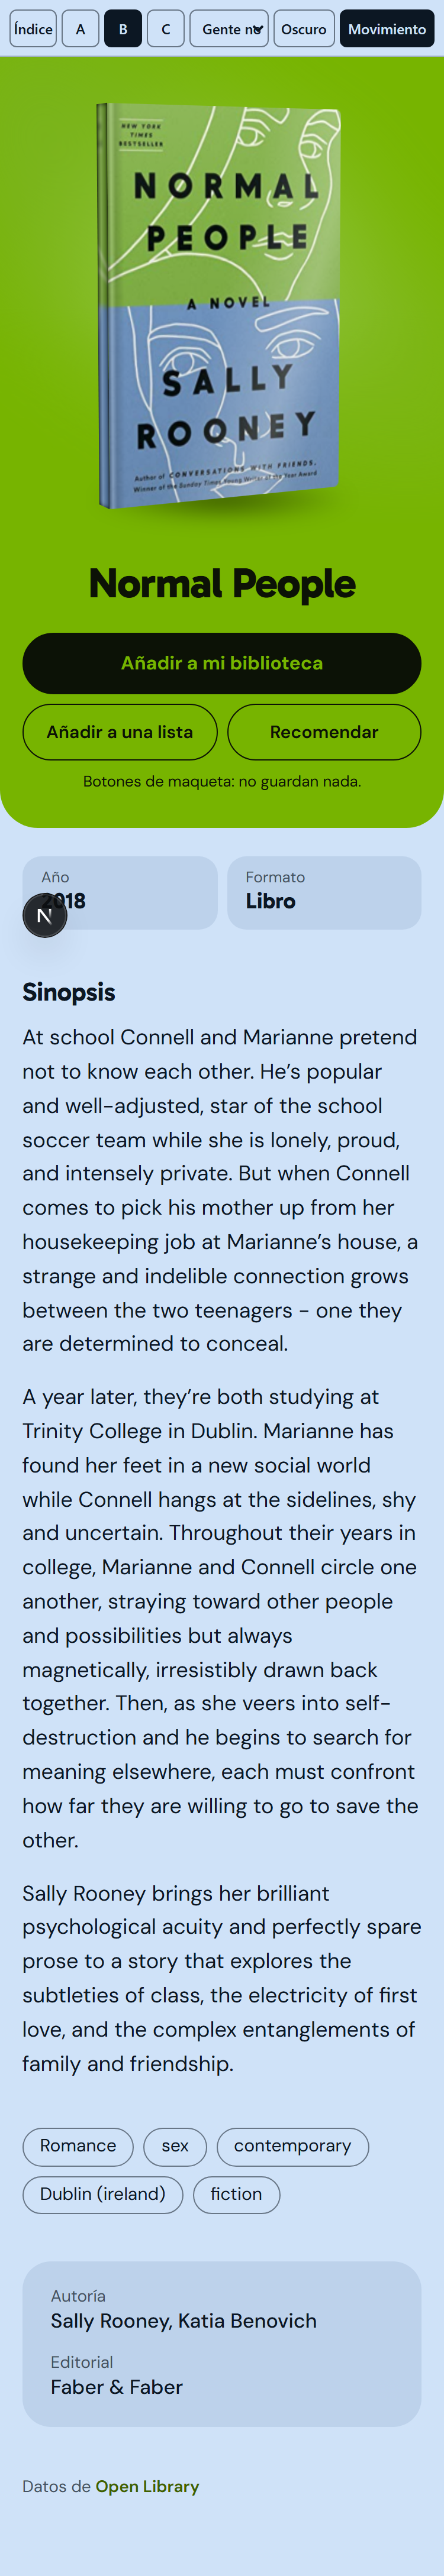 Índice A B C Gente no Oscuro Movimiento
NEW YORK
TIMES
BESTSELLER
NORMAL
PEOPLE
A NOVEL
SALLY
ROONEY
Author of CONVERSATIONS WITH FRIENDS,
Winner of the Sunday Times Young Writer of the Year Award
Normal People
Añadir a mi biblioteca
Añadir a una lista Recomendar
Botones de maqueta: no guardan nada.
Año Formato
2018 Libro
N
Sinopsis
At school Connell and Marianne pretend
not to know each other. He’s popular
and well-adjusted, star of the school
soccer team while she is lonely, proud,
and intensely private. But when Connell
comes to pick his mother up from her
housekeeping job at Marianne’s house, a
strange and indelible connection grows
between the two teenagers - one they
are determined to conceal.
A year later, they’re both studying at
Trinity College in Dublin. Marianne has
found her feet in a new social world
while Connell hangs at the sidelines, shy
and uncertain. Throughout their years in
college, Marianne and Connell circle one
another, straying toward other people
and possibilities but always
magnetically, irresistibly drawn back
together. Then, as she veers into self-
destruction and he begins to search for
meaning elsewhere, each must confront
how far they are willing to go to save the
other.
Sally Rooney brings her brilliant
psychological acuity and perfectly spare
prose to a story that explores the
subtleties of class, the electricity of first
love, and the complex entanglements of
family and friendship.
Romance sex contemporary
Dublin (ireland) fiction
Autoría
Sally Rooney, Katia Benovich
Editorial
Faber & Faber
Datos de Open Library